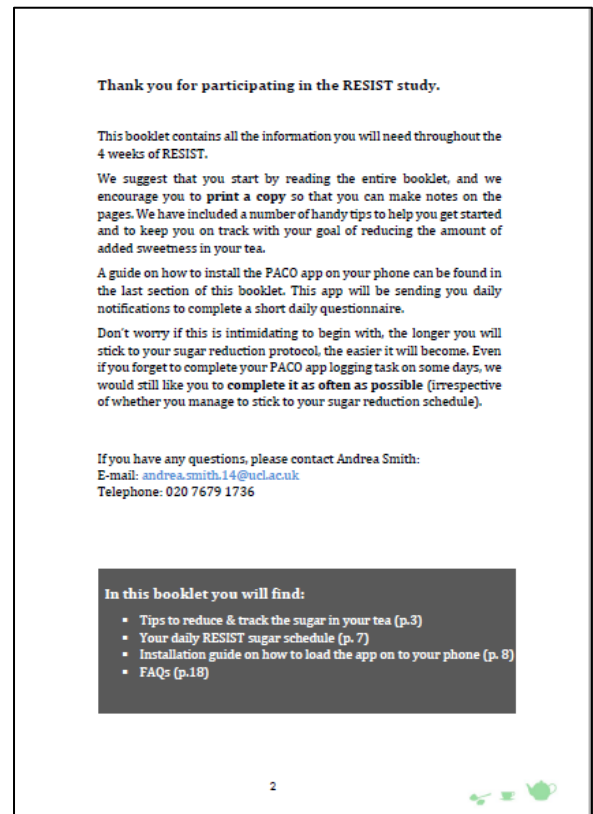 Thank you for participating in the RESIST study.
This booklet contains all the information you will need throughout the
4 weeks of RESIST.
We suggest that you start by reading the entire booklet, and we
encourage you to print a copy so that you can make notes on the
pages. We have included a number of handy tips to help you get started
and to keep you on track with your goal of reducing the amount of
added sweetness in your tea.
A guide on how to install the PACO app on your phone can be found in
the last section of this booklet. This app will be sending you daily
notifications to complete a short daily questionnaire.
Don't worry if this is intimidating to begin with, the longer you will
stick to your sugar reduction protocol, the easier it will become. Even
if you forget to complete your PACO app logging task on some days, we
would still like you to complete it as often as possible (irrespective
of whether you manage to stick to your sugar reduction schedule).
If you have any questions, please contact Andrea Smith:
E-mail: andrea.smith.14@ucl.ac.uk
Telephone: 020 7679 1736
In this booklet you will find:
▪ Tips to reduce & track the sugar in your tea (p.3)
▪ Your daily RESIST sugar schedule (p. 7)
▪ Installation guide on how to load the app on to your phone (p. 8)
▪ FAQs (p.18)
2